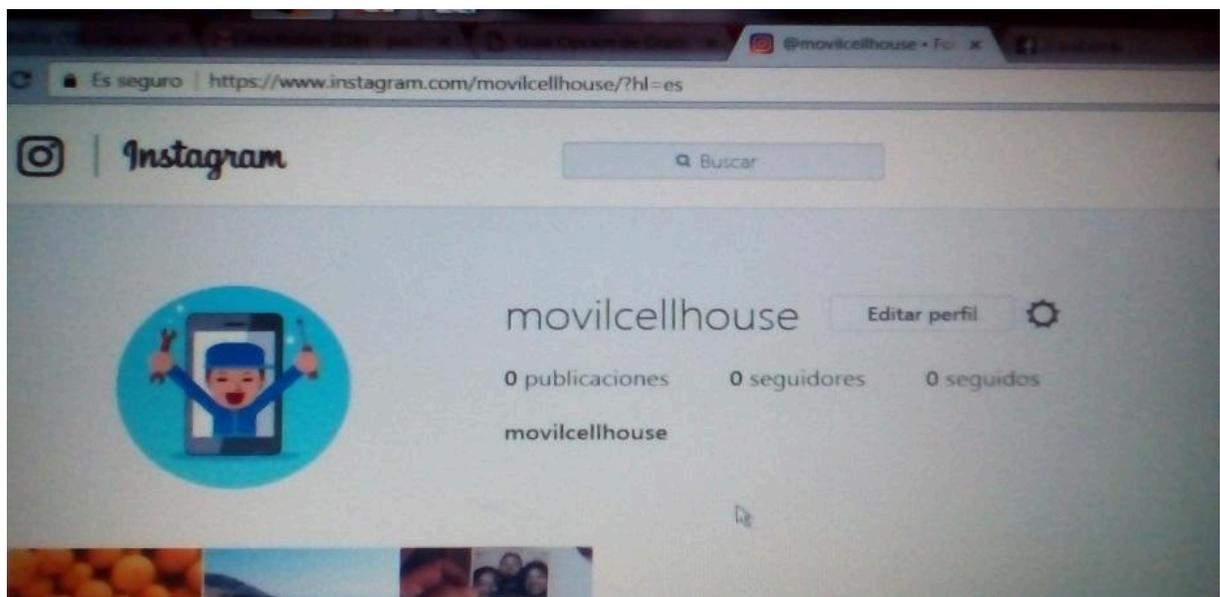 @movilcellhouse • Fo
Es seguro https://www.instagram.com/movilcellhouse/?hl=es
Instagram
Buscar
movilcellhouse Editar perfil
0 publicaciones 0 seguidores 0 seguidos
movilcellhouse